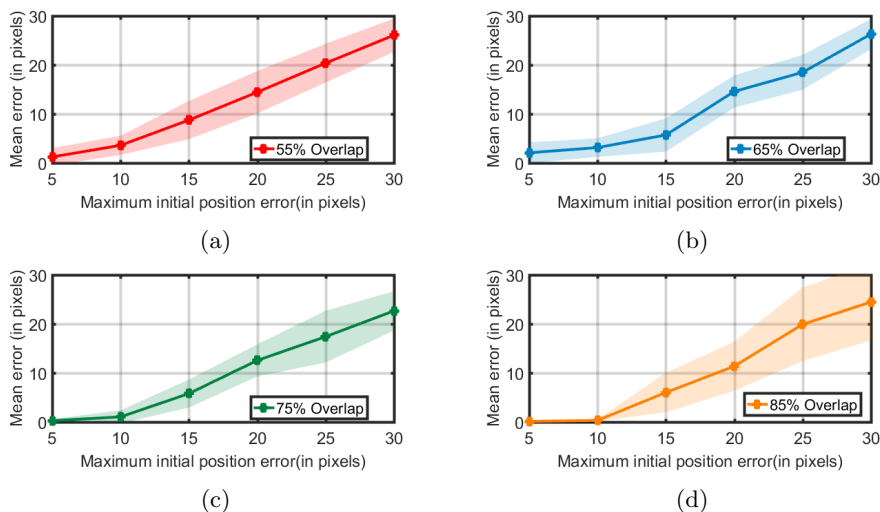 30
20
10
0
Mean error (in pixels)
55% Overlap
5 10 15 20 25 30
Maximum initial position error(in pixels)
(a)
30
20
10
0
Mean error (in pixels)
65% Overlap
5 10 15 20 25 30
Maximum initial position error(in pixels)
(b)
30
20
10
0
Mean error (in pixels)
75% Overlap
5 10 15 20 25 30
Maximum initial position error(in pixels)
(c)
30
20
10
0
Mean error (in pixels)
85% Overlap
5 10 15 20 25 30
Maximum initial position error(in pixels)
(d)